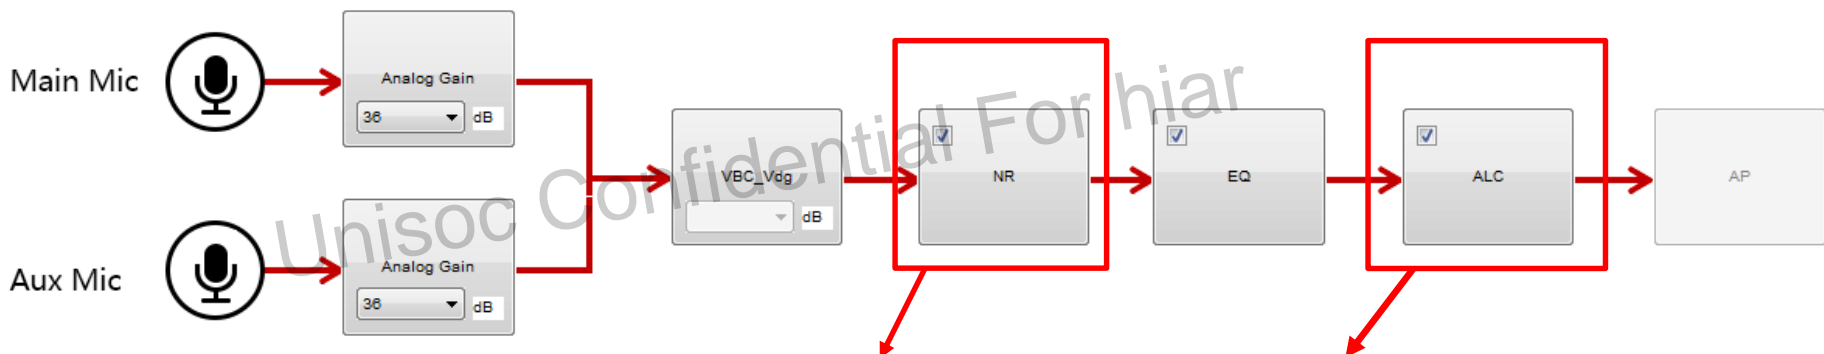 Main Mic
Analog Gain
36
dB
Aux Mic
Analog Gain
36
dB
VBC_Vdg
dB
NR
EQ
ALC
AP
Unisoc Confidential For hiar